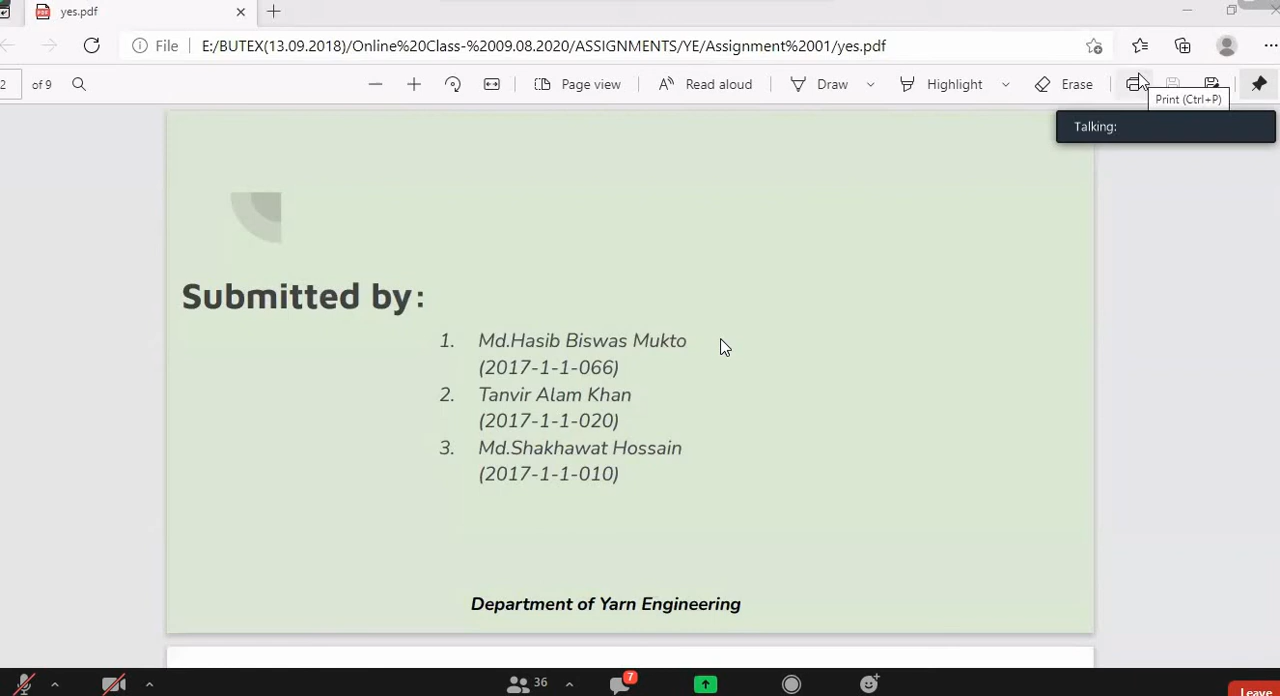 yes.pdf
File
E:/BUTEX(13.09.2018)/Online%20Class-%2009.08.2020/ASSIGNMENTS/YE/Assignment%2001/yes.pdf
2 of 9
Page view
Read aloud
Draw
Highlight
Erase
Print (Ctrl+P)
Talking:
Submitted by:
1. Md.Hasib Biswas Mukto
(2017-1-1-066)
2. Tanvir Alam Khan
(2017-1-1-020)
3. Md.Shakhawat Hossain
(2017-1-1-010)
Department of Yarn Engineering
36
7
Leave